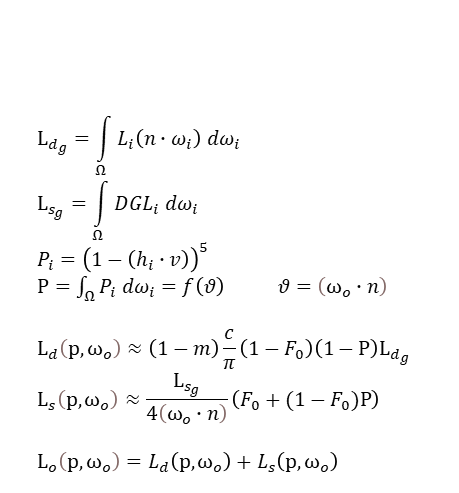 L_{d_g} = ∫_Ω L_i(n · ω_i) dω_i
L_{s_g} = ∫_Ω DGL_i dω_i
P_i = (1 − (h_i · v))^5
P = ∫_Ω P_i dω_i = f(ϑ)    ϑ = (ω_o · n)
L_d(p,ω_o) ≈ (1 − m) c/π (1 − F_0)(1 − P)L_{d_g}
L_s(p,ω_o) ≈ L_{s_g}/4(ω_o · n) (F_0 + (1 − F_0)P)
L_o(p,ω_o) = L_d(p,ω_o) + L_s(p,ω_o)